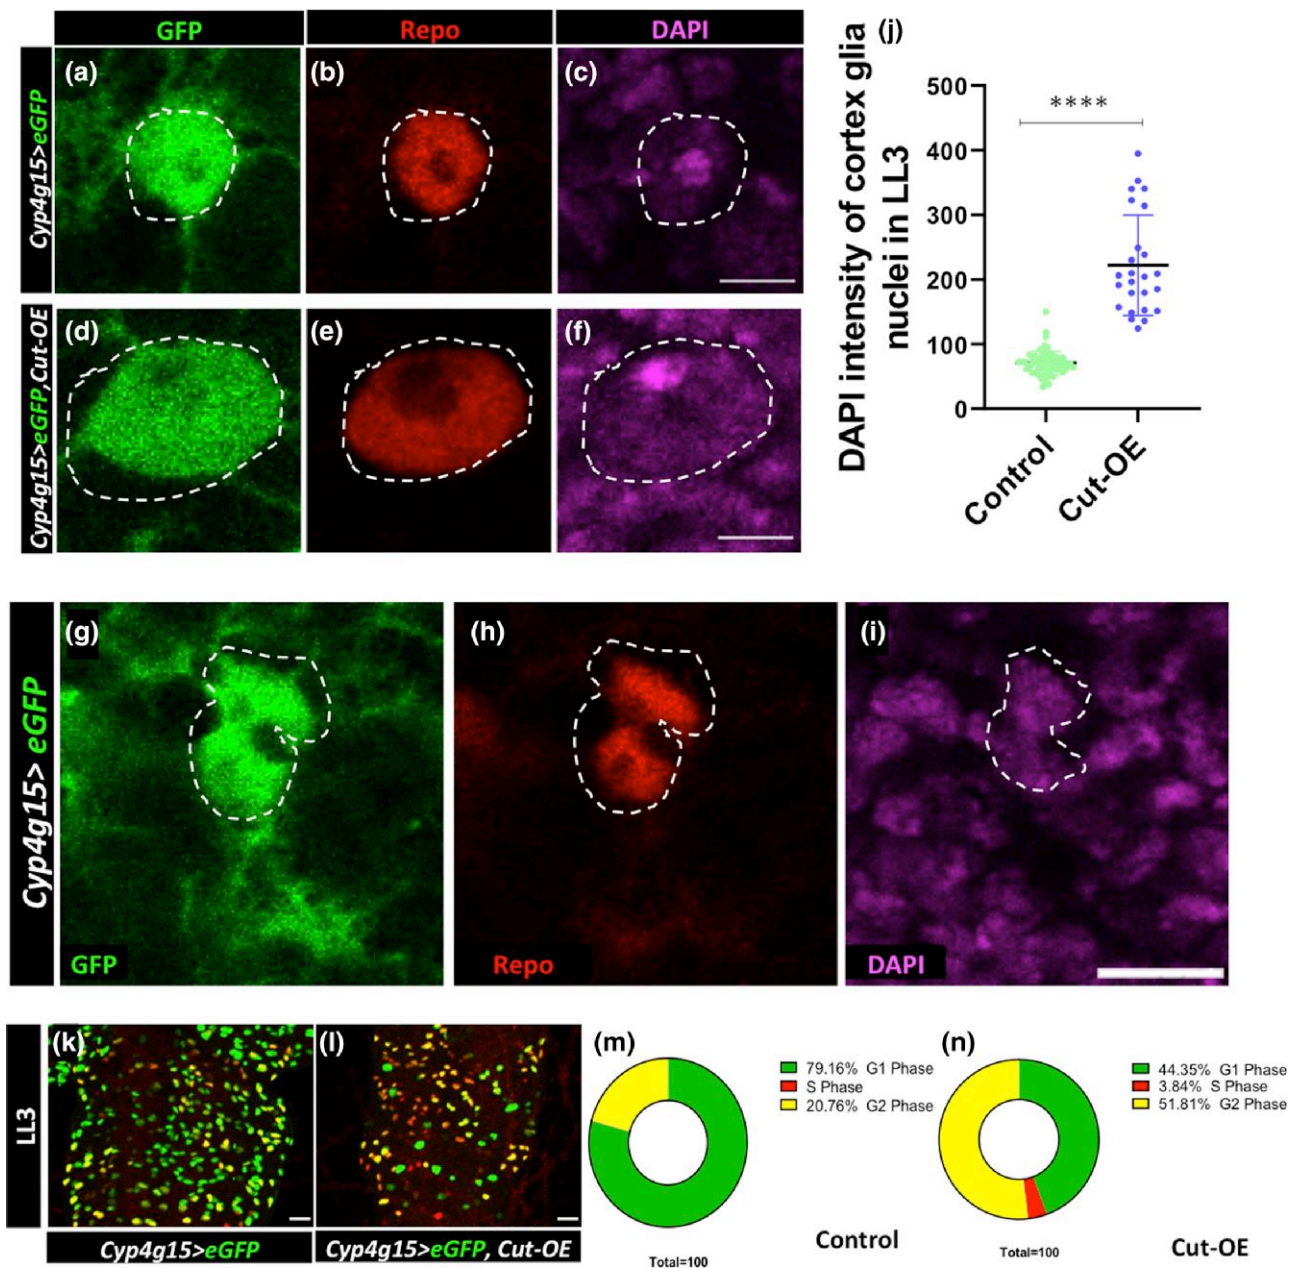 GFP
Repo
DAPI
Cyp4g15>eGFP
(a)
(b)
(c)
Cyp4g15>eGFP,Cut-OE
(d)
(e)
(f)
(j)
DAPI intensity of cortex glia
nuclei in LL3
500
400
300
200
100
0
****
Control
Cut-OE
Cyp4g15> eGFP
(g)
(h)
(i)
GFP
Repo
DAPI
LL3
(k)
(l)
Cyp4g15>eGFP
Cyp4g15>eGFP, Cut-OE
(m)
79.16% G1 Phase
S Phase
20.76% G2 Phase
Total=100
Control
(n)
44.35% G1 Phase
3.84% S Phase
51.81% G2 Phase
Total=100
Cut-OE